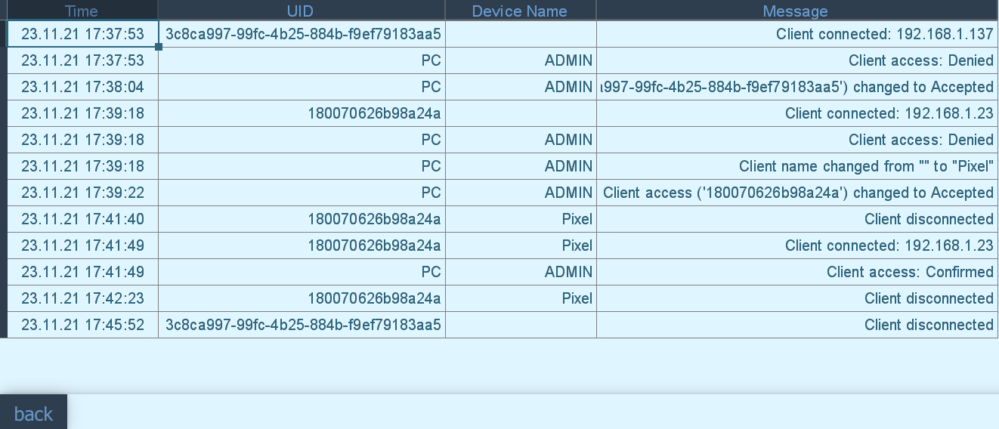 Time UID Device Name Message
23.11.21 17:37:53 3c8ca997-99fc-4b25-884b-f9ef79183aa5 Client connected: 192.168.1.137
23.11.21 17:37:53 PC ADMIN Client access: Denied
23.11.21 17:38:04 PC ADMIN 997-99fc-4b25-884b-f9ef79183aa5') changed to Accepted
23.11.21 17:39:18 180070626b98a24a Client connected: 192.168.1.23
23.11.21 17:39:18 PC ADMIN Client access: Denied
23.11.21 17:39:18 PC ADMIN Client name changed from "" to "Pixel"
23.11.21 17:39:22 PC ADMIN Client access ('180070626b98a24a') changed to Accepted
23.11.21 17:41:40 180070626b98a24a Pixel Client disconnected
23.11.21 17:41:49 180070626b98a24a Pixel Client connected: 192.168.1.23
23.11.21 17:41:49 PC ADMIN Client access: Confirmed
23.11.21 17:42:23 180070626b98a24a Pixel Client disconnected
23.11.21 17:45:52 3c8ca997-99fc-4b25-884b-f9ef79183aa5 Client disconnected
back